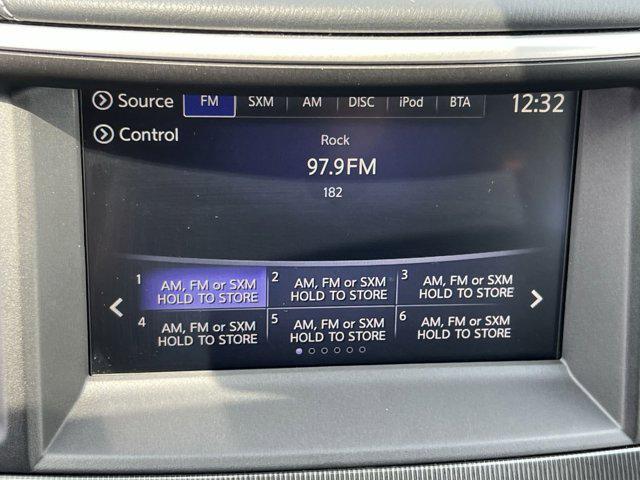 Source FM SXM AM DISC iPod BTA 12:32
Control
Rock
97.9FM
182
1 AM, FM or SXM HOLD TO STORE
2 AM, FM or SXM HOLD TO STORE
3 AM, FM or SXM HOLD TO STORE
4 AM, FM or SXM HOLD TO STORE
5 AM, FM or SXM HOLD TO STORE
6 AM, FM or SXM HOLD TO STORE